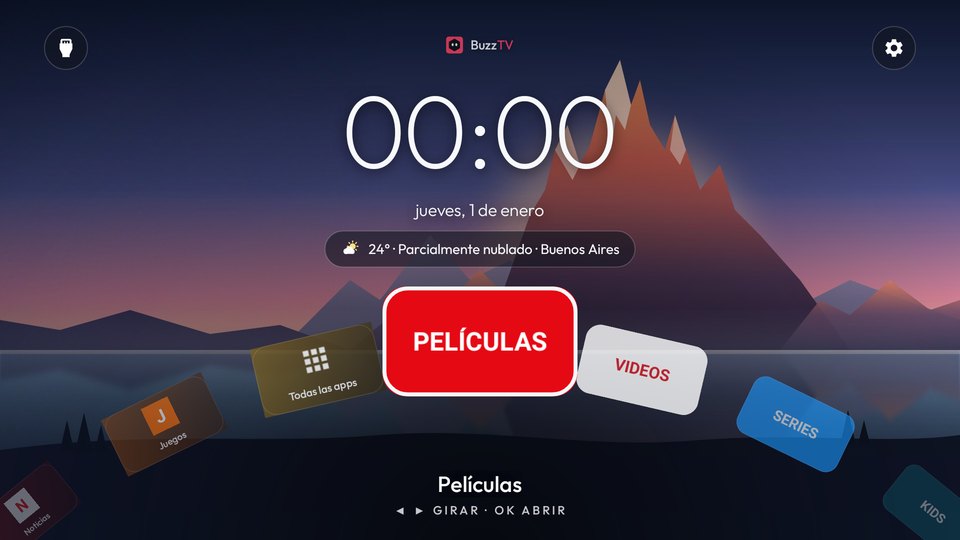 BuzzTV
00:00
jueves, 1 de enero
24° · Parcialmente nublado · Buenos Aires
PELÍCULAS
VIDEOS
Todas las apps
SERIES
J
Juegos
N
Noticias
KIDS
Películas
◄ ► GIRAR · OK ABRIR